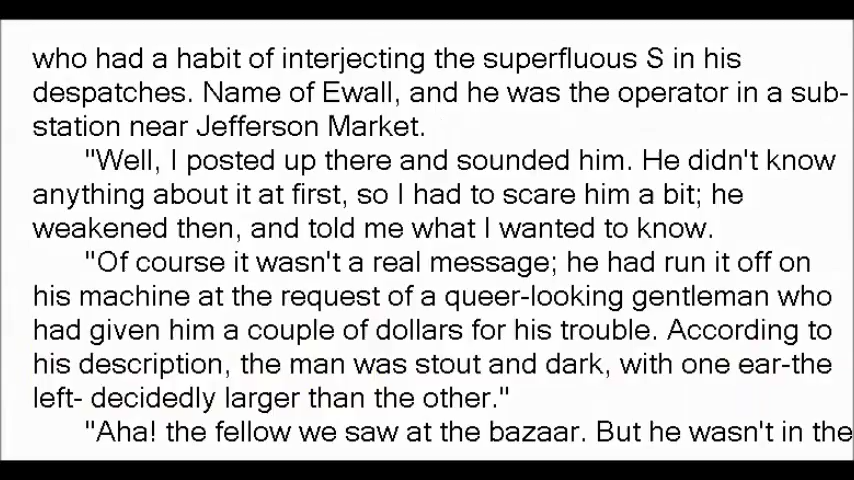 who had a habit of interjecting the superfluous S in his
despatches. Name of Ewall, and he was the operator in a sub-
station near Jefferson Market.
"Well, I posted up there and sounded him. He didn't know
anything about it at first, so I had to scare him a bit; he
weakened then, and told me what I wanted to know.
"Of course it wasn't a real message; he had run it off on
his machine at the request of a queer-looking gentleman who
had given him a couple of dollars for his trouble. According to
his description, the man was stout and dark, with one ear-the
left- decidedly larger than the other."
"Aha! the fellow we saw at the bazaar. But he wasn't in the